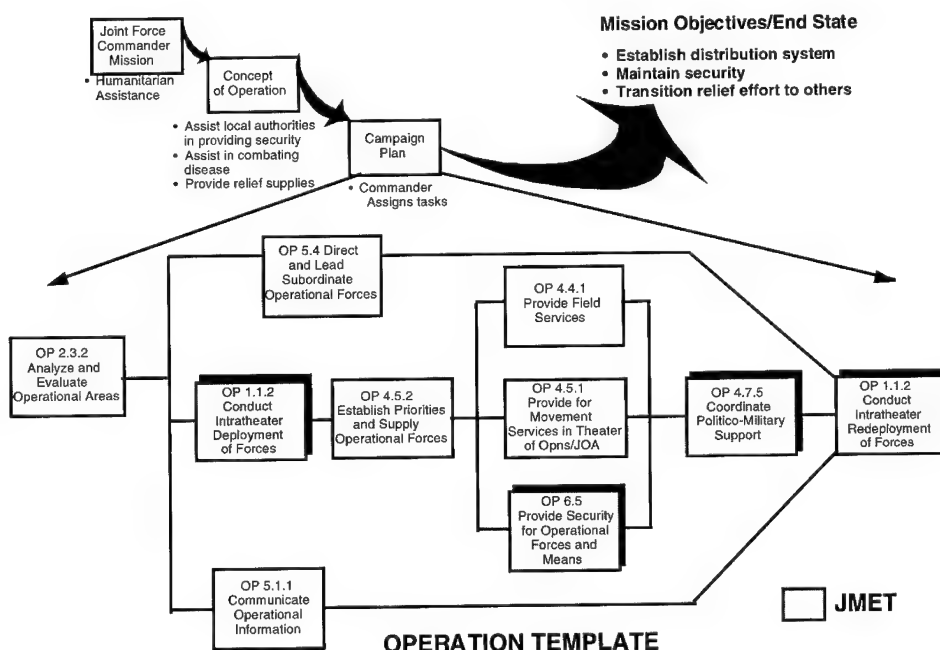 Joint Force
Commander
Mission
• Humanitarian
Assistance
Concept
of Operation
• Assist local authorities
in providing security
• Assist in combating
disease
• Provide relief supplies
Campaign
Plan
• Commander
Assigns tasks
Mission Objectives/End State
• Establish distribution system
• Maintain security
• Transition relief effort to others
OP 5.4 Direct
and Lead
Subordinate
Operational Forces
OP 2.3.2
Analyze and
Evaluate
Operational Areas
OP 1.1.2
Conduct
Intratheater
Deployment
of Forces
OP 4.5.2
Establish Priorities
and Supply
Operational Forces
OP 4.4.1
Provide Field
Services
OP 4.5.1
Provide for
Movement
Services in Theater
of Opns/JOA
OP 6.5
Provide Security
for Operational
Forces and
Means
OP 4.7.5
Coordinate
Politico-Military
Support
OP 1.1.2
Conduct
Intratheater
Redeployment
of Forces
OP 5.1.1
Communicate
Operational
Information
JMET
OPERATION TEMPLATE